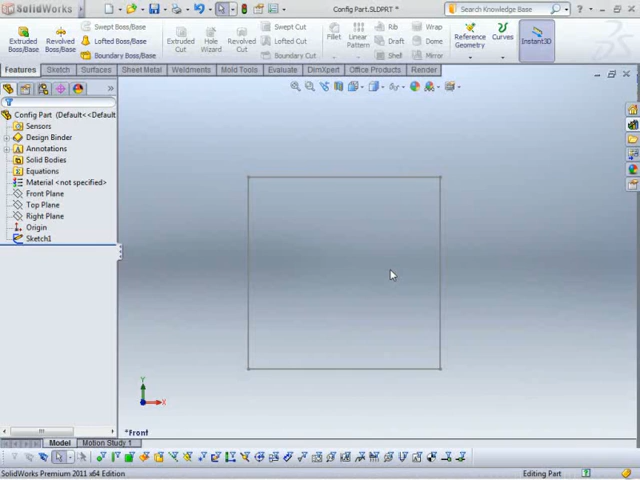 SolidWorks
Config Part.SLDPRT
Search Knowledge Base
Extruded Boss/Base
Revolved Boss/Base
Swept Boss/Base
Lofted Boss/Base
Boundary Boss/Base
Extruded Cut
Hole Wizard
Revolved Cut
Swept Cut
Lofted Cut
Boundary Cut
Fillet
Linear Pattern
Rib
Draft
Shell
Wrap
Dome
Mirror
Reference Geometry
Curves
Instant3D
Features
Sketch
Surfaces
Sheet Metal
Weldments
Mold Tools
Evaluate
DimXpert
Office Products
Render
Config Part (Default<<Default
Sensors
Design Binder
Annotations
Solid Bodies
Equations
Material <not specified>
Front Plane
Top Plane
Right Plane
Origin
Sketch1
Y
X
*Front
Model
Motion Study 1
SolidWorks Premium 2011 x64 Edition
Editing Part